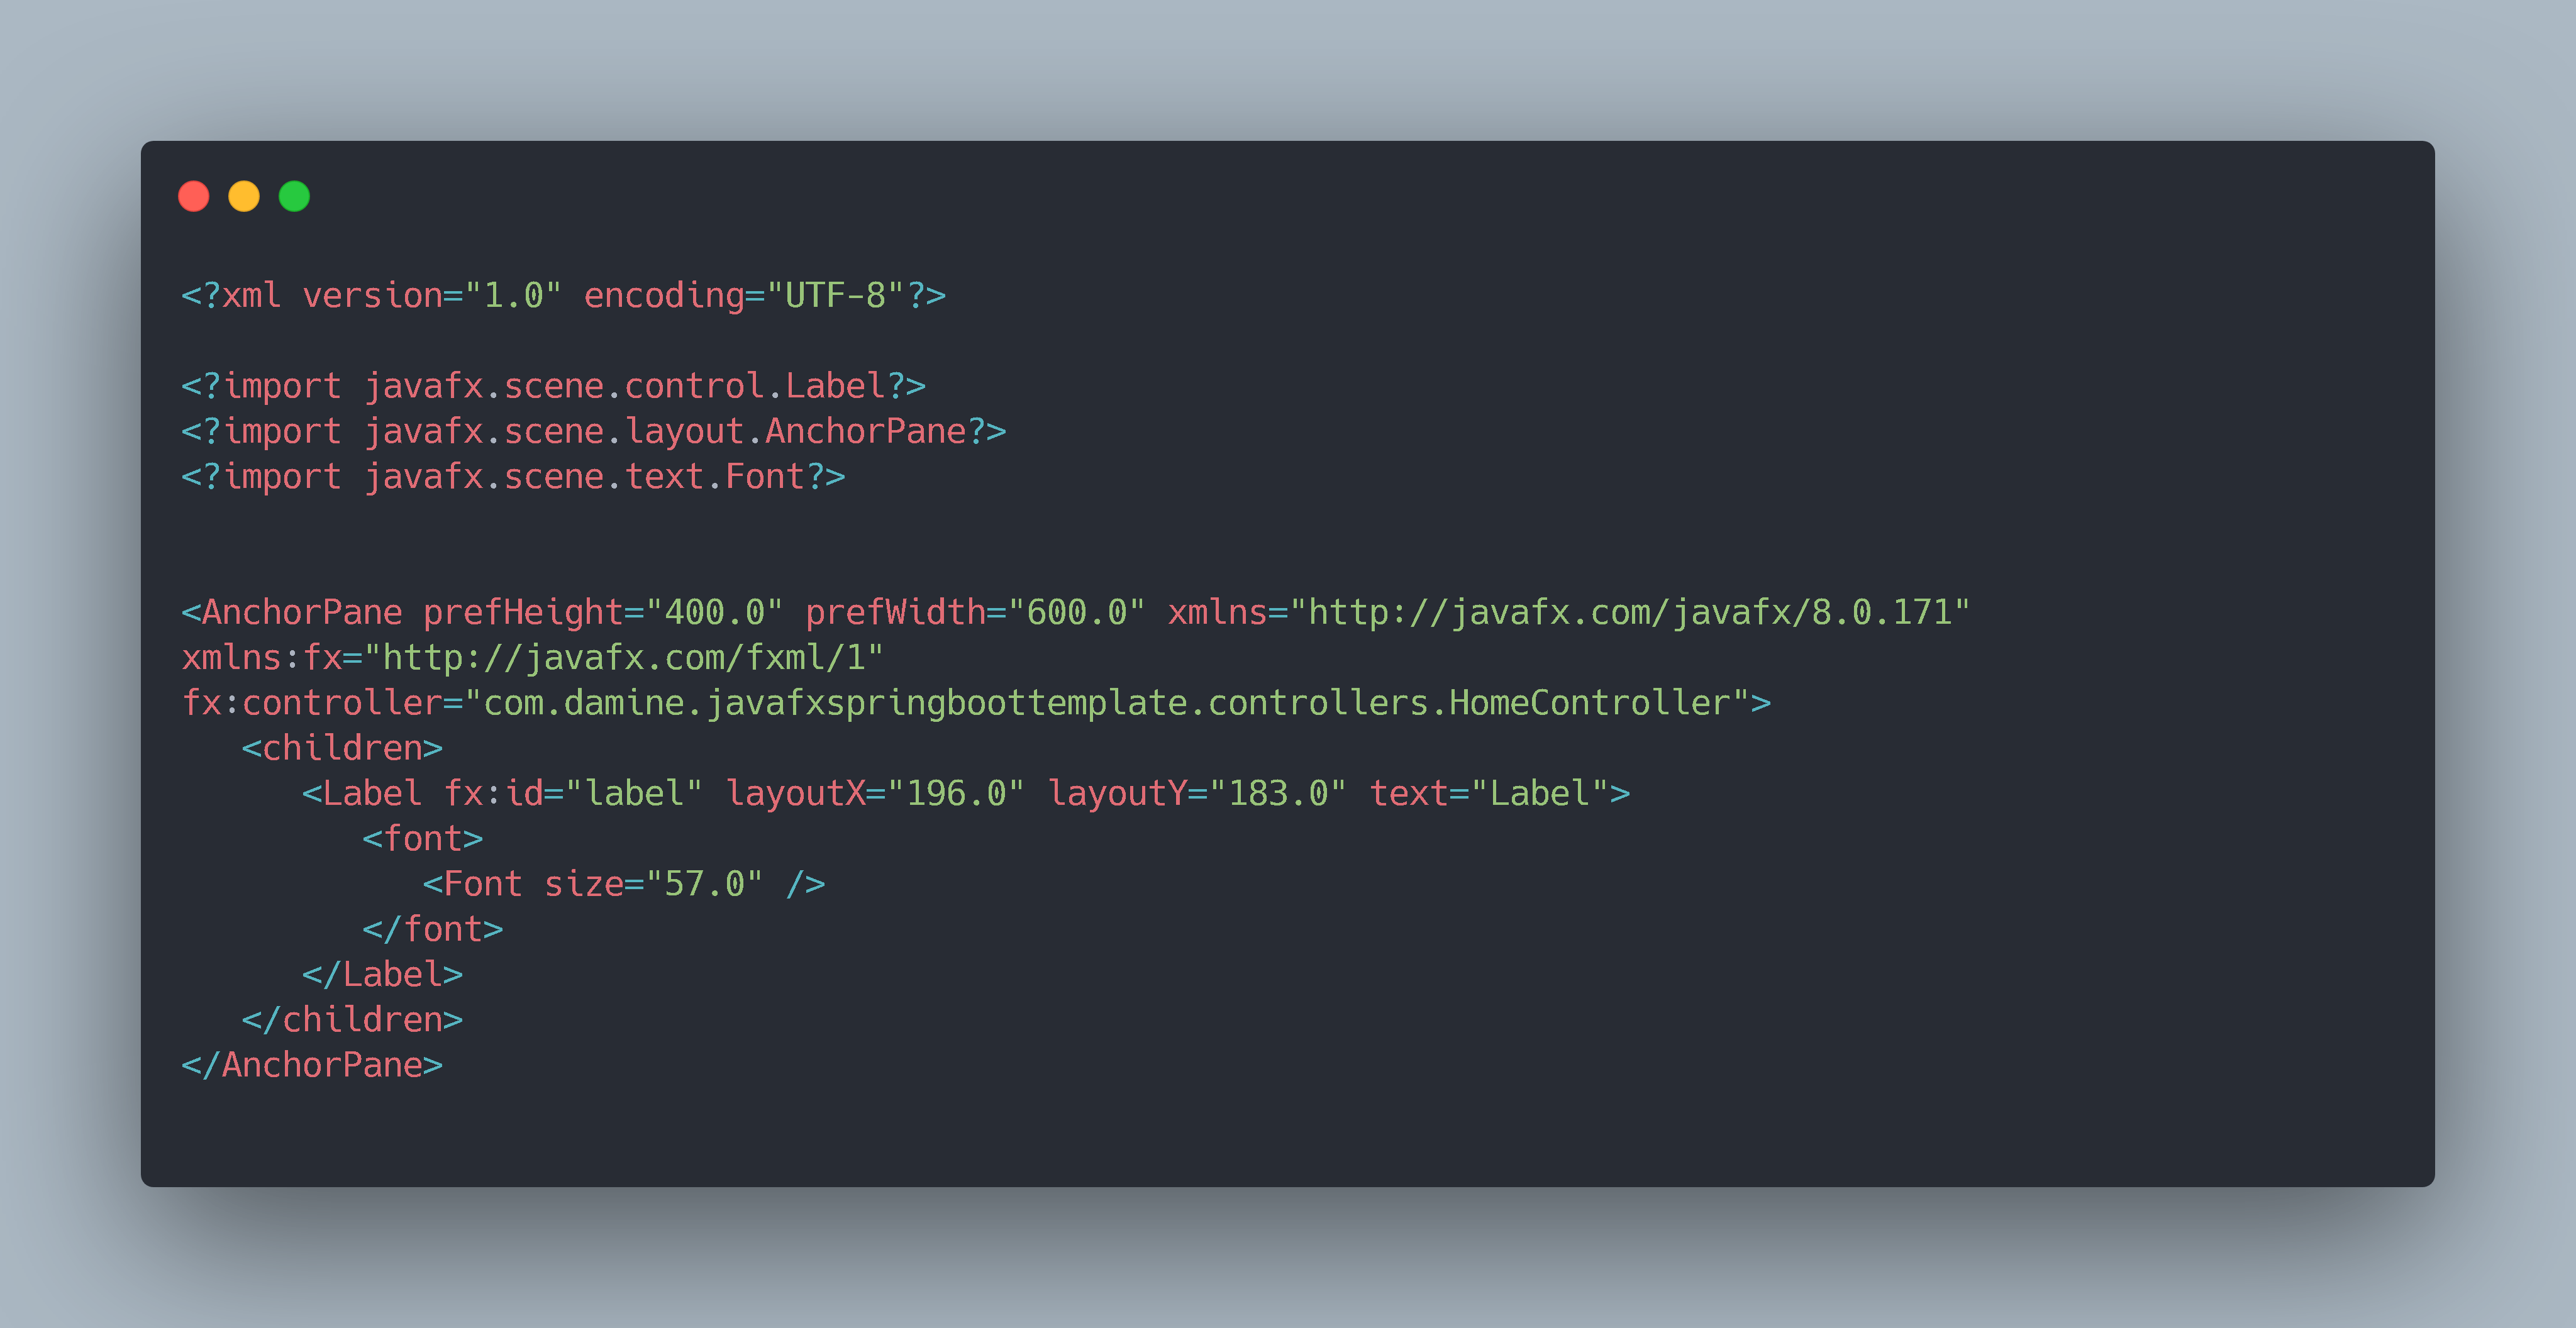 <?xml version="1.0" encoding="UTF-8"?>

<?import javafx.scene.control.Label?>
<?import javafx.scene.layout.AnchorPane?>
<?import javafx.scene.text.Font?>


<AnchorPane prefHeight="400.0" prefWidth="600.0" xmlns="http://javafx.com/javafx/8.0.171"
xmlns:fx="http://javafx.com/fxml/1"
fx:controller="com.damine.javafxspringboottemplate.controllers.HomeController">
   <children>
      <Label fx:id="label" layoutX="196.0" layoutY="183.0" text="Label">
         <font>
            <Font size="57.0" />
         </font>
      </Label>
   </children>
</AnchorPane>